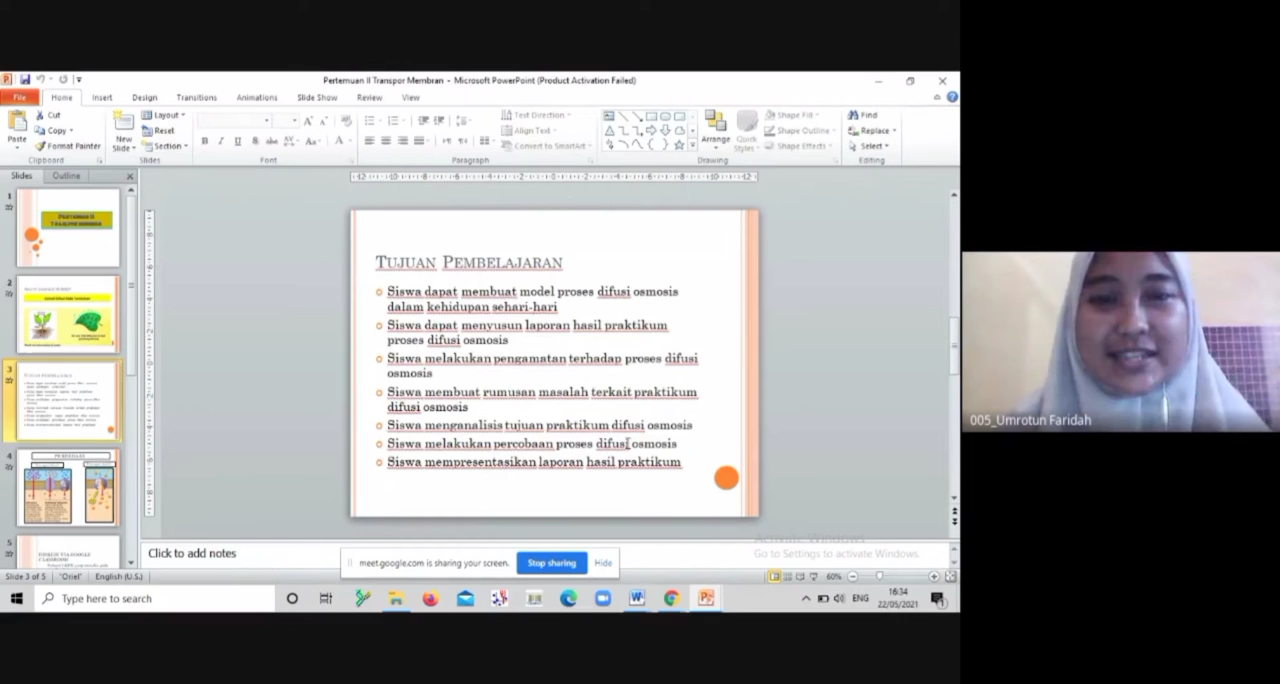 Pertemuan II Transpor Membran - Microsoft PowerPoint (Product Activation Failed)
File Home Insert Design Transitions Animations Slide Show Review View
Paste
Cut
Copy
Format Painter
Clipboard
New Slide
Layout
Reset
Section
Slides
Font
Paragraph
Text Direction
Align Text
Convert to SmartArt
Arrange
Quick Styles
Shape Fill
Shape Outline
Shape Effects
Drawing
Find
Replace
Select
Editing
Slides Outline
1
2
3
4
5
TUJUAN PEMBELAJARAN
Siswa dapat membuat model proses difusi osmosis
dalam kehidupan sehari-hari
Siswa dapat menyusun laporan hasil praktikum
proses difusi osmosis
Siswa melakukan pengamatan terhadap proses difusi
osmosis
Siswa membuat rumusan masalah terkait praktikum
difusi osmosis
Siswa menganalisis tujuan praktikum difusi osmosis
Siswa melakukan percobaan proses difusi osmosis
Siswa mempresentasikan laporan hasil praktikum
005_Umrotun Faridah
Activate Windows
Go to Settings to activate Windows.
Click to add notes
meet.google.com is sharing your screen. Stop sharing Hide
Slide 3 of 5 "Oriel" English (U.S.) 60%
Type here to search
ENG
16:34
22/05/2021